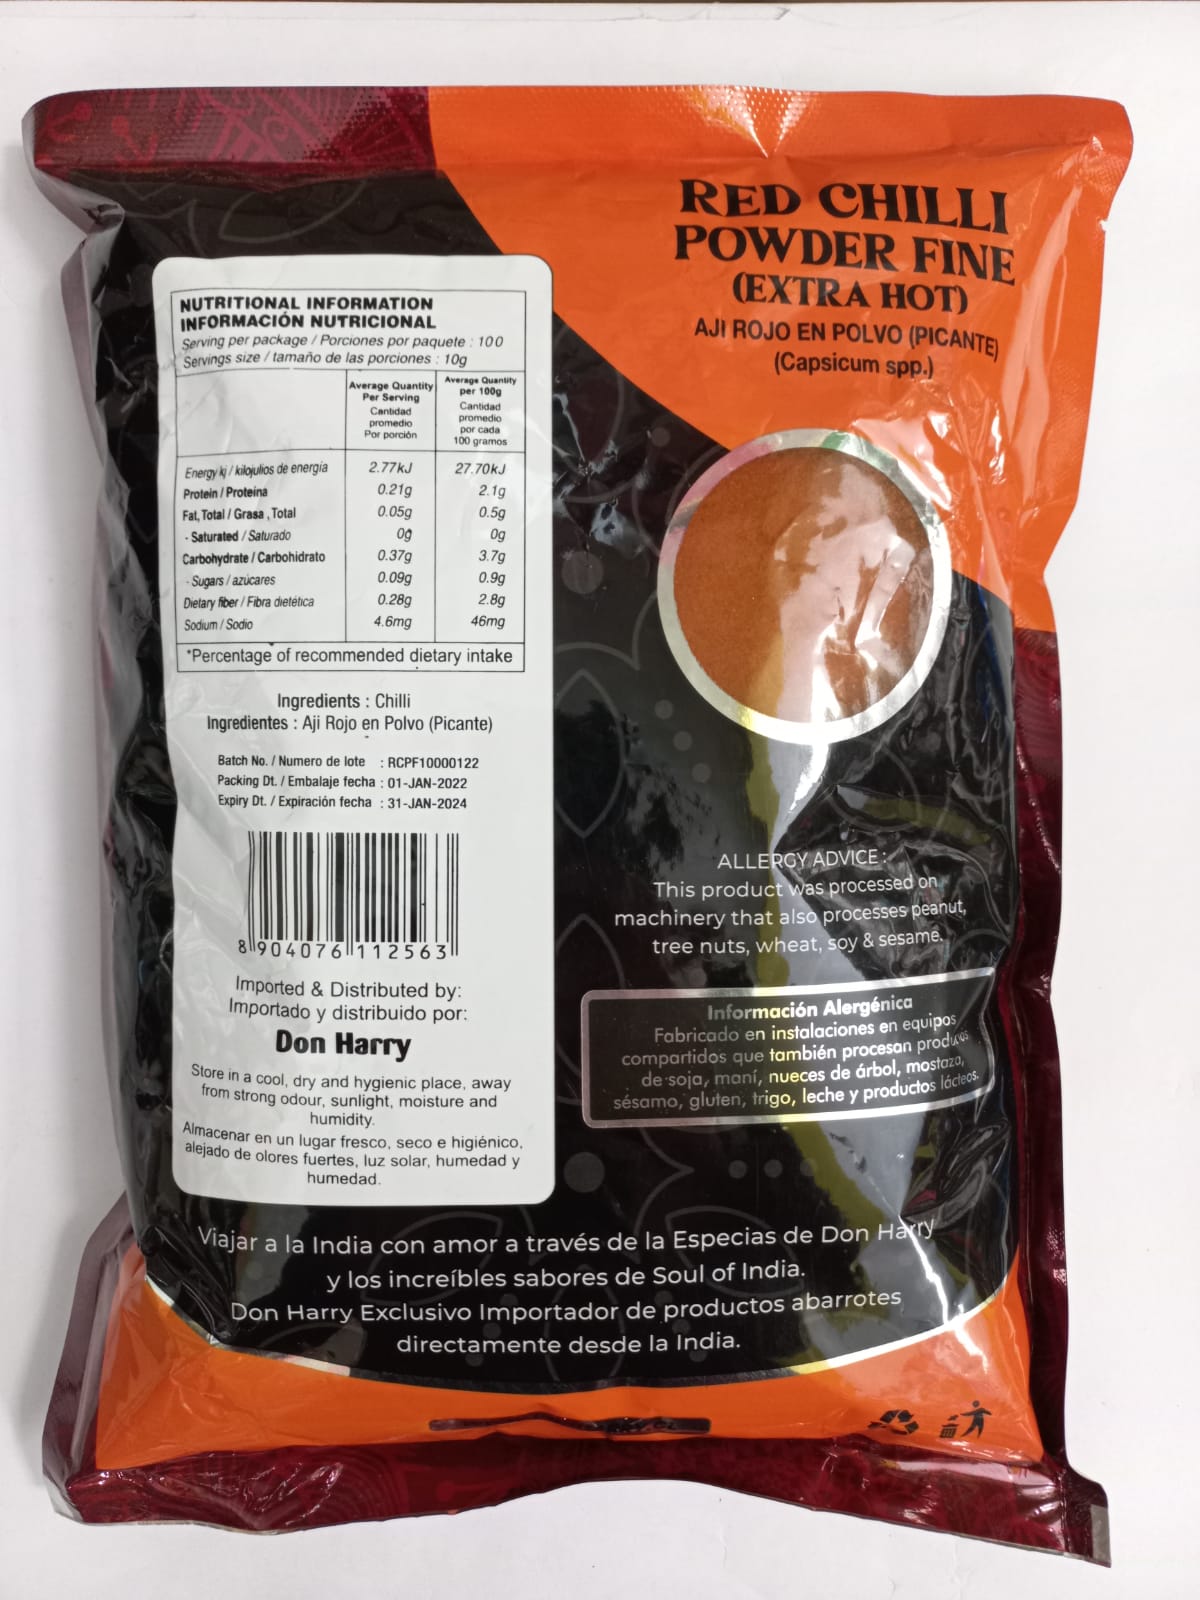 RED CHILLI
POWDER FINE
(EXTRA HOT)
AJI ROJO EN POLVO (PICANTE)
(Capsicum spp.)
NUTRITIONAL INFORMATION
INFORMACIÓN NUTRICIONAL
Serving per package / Porciones por paquete : 100
Servings size / tamaño de las porciones : 10g
Average Quantity
Per Serving
Cantidad
promedio
Por porción
Average Quantity
per 100g
Cantidad
promedio
por cada
100 gramos
Energy kj / kilojulios de energía 2.77kJ 27.70kJ
Protein / Proteína 0.21g 2.1g
Fat, Total / Grasa , Total 0.05g 0.5g
- Saturated / Saturado 0g 0g
Carbohydrate / Carbohidrato 0.37g 3.7g
- Sugars / azúcares 0.09g 0.9g
Dietary fiber / Fibra dietética 0.28g 2.8g
Sodium / Sodio 4.6mg 46mg
*Percentage of recommended dietary intake
Ingredients : Chilli
Ingredientes : Aji Rojo en Polvo (Picante)
Batch No. / Numero de lote : RCPF10000122
Packing Dt. / Embalaje fecha : 01-JAN-2022
Expiry Dt. / Expiración fecha : 31-JAN-2024
8 904076 112563
Imported & Distributed by:
Importado y distribuido por:
Don Harry
Store in a cool, dry and hygienic place, away
from strong odour, sunlight, moisture and
humidity.
Almacenar en un lugar fresco, seco e higiénico,
alejado de olores fuertes, luz solar, humedad y
humedad.
ALLERGY ADVICE :
This product was processed on
machinery that also processes peanut,
tree nuts, wheat, soy & sesame.
Información Alergénica
Fabricado en instalaciones en equipos
compartidos que también procesan productos
de soja, maní, nueces de árbol, mostaza,
sésamo, gluten, trigo, leche y productos lácteos.
Viajar a la India con amor a través de la Especias de Don Harry
y los increíbles sabores de Soul of India.
Don Harry Exclusivo Importador de productos abarrotes
directamente desde la India.